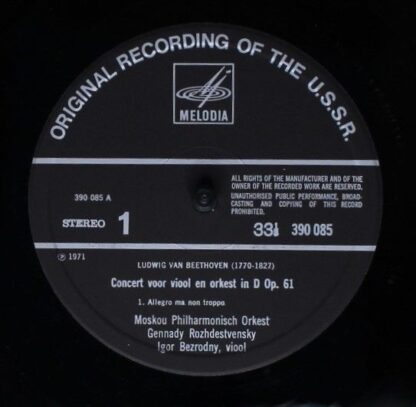 ORIGINAL RECORDING OF THE U.S.S.R.
MELODIA
ALL RIGHTS OF THE MANUFACTURER AND OF
THE OWNER OF THE RECORDED WORK ARE RESERVED.
UNAUTHORISED PUBLIC PERFORMANCE, BROAD-
CASTING AND COPYING OF THIS RECORD
PROHIBITED.
390 085 A
STEREO 1
33⅓ 390 085
Ⓟ 1971
LUDWIG VAN BEETHOVEN (1770-1827)
Concert voor viool en orkest in D Op. 61
1. Allegro ma non troppo
Moskou Philharmonisch Orkest
Gennady Rozhdestvensky
Igor Bezrodny, viool